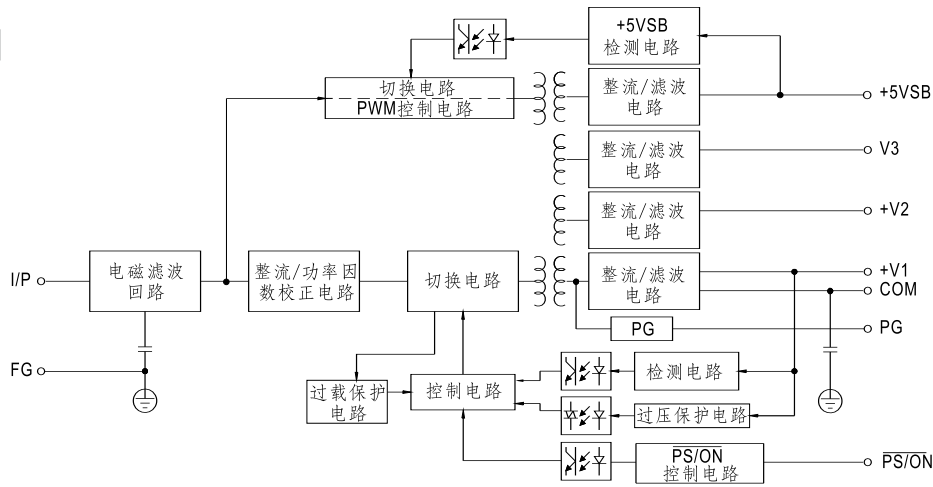 +5VSB
检测电路
切换电路
PWM控制电路
整流/滤波
电路
+5VSB
整流/滤波
电路
V3
整流/滤波
电路
+V2
I/P
电磁滤波
回路
整流/功率因
数校正电路
切换电路
整流/滤波
电路
+V1
COM
PG
PG
FG
过载保护
电路
控制电路
检测电路
过压保护电路
PS/ON
控制电路
PS/ON